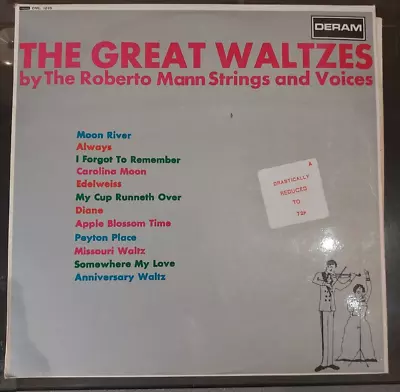 DERAM
THE GREAT WALTZES
by The Roberto Mann Strings and Voices
Moon River
Always
I Forgot To Remember
Carolina Moon
Edelweiss
My Cup Runneth Over
Diane
Apple Blossom Time
Peyton Place
Missouri Waltz
Somewhere My Love
Anniversary Waltz
A
DRASTICALLY
REDUCED
TO